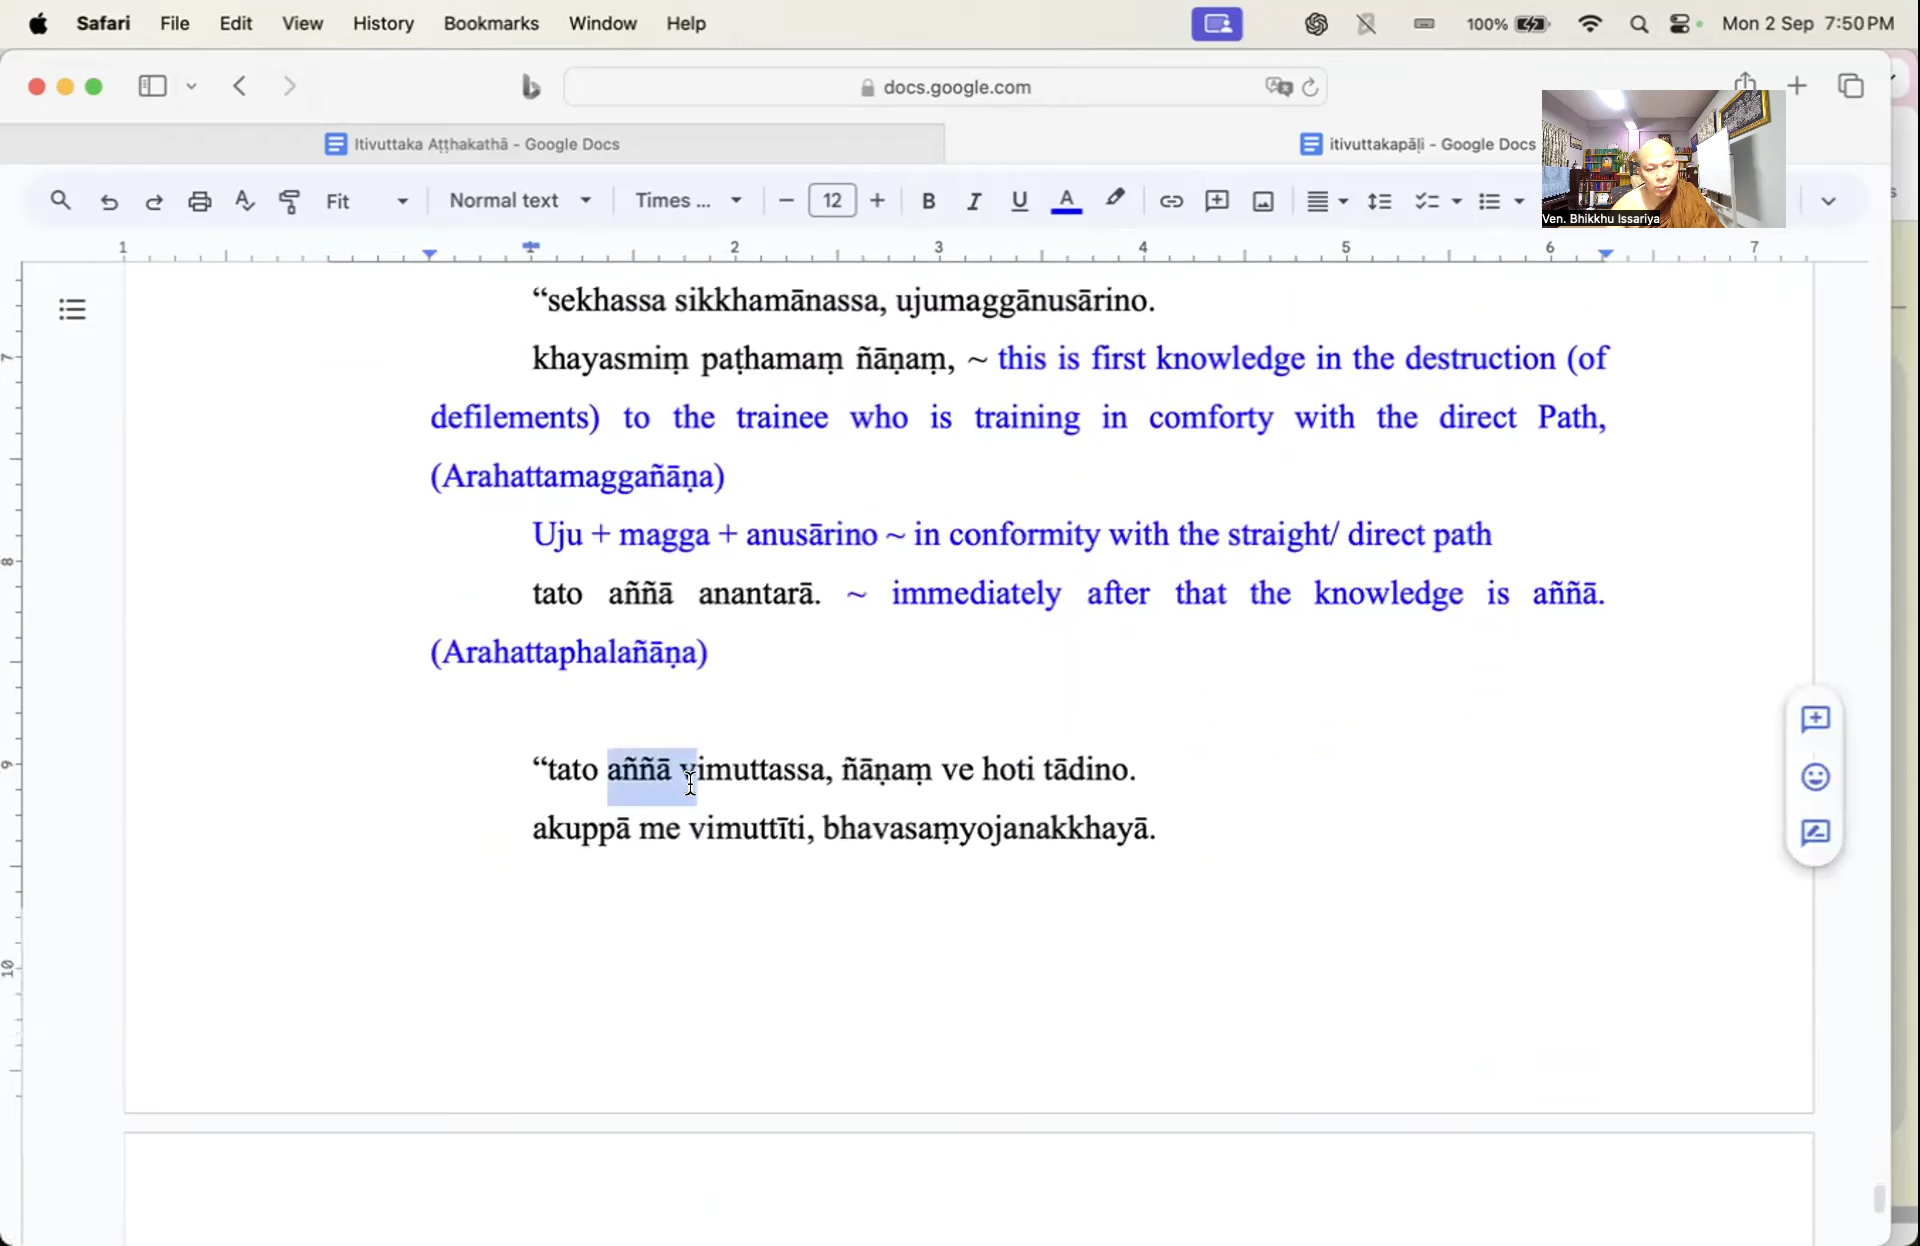 Safari File Edit View History Bookmarks Window Help 100% Mon 2 Sep 7:50 PM
docs.google.com
Itivuttaka Aṭṭhakathā - Google Docs
itivuttakapāḷi - Google Docs
Fit Normal text Times ... − 12 + B I U A
Ven. Bhikkhu Issariya
1 2 3 4 5 6 7
“sekhassa sikkhamānassa, ujumaggānusārino.
khayasmiṃ paṭhamaṃ ñāṇaṃ, ~ this is first knowledge in the destruction (of
defilements) to the trainee who is training in comforty with the direct Path,
(Arahattamaggañāṇa)
Uju + magga + anusārino ~ in conformity with the straight/ direct path
tato aññā anantarā. ~ immediately after that the knowledge is aññā.
(Arahattaphalañāṇa)
“tato aññā vimuttassa, ñāṇaṃ ve hoti tādino.
akuppā me vimuttīti, bhavasaṃyojanakkhayā.
7
8
9
10